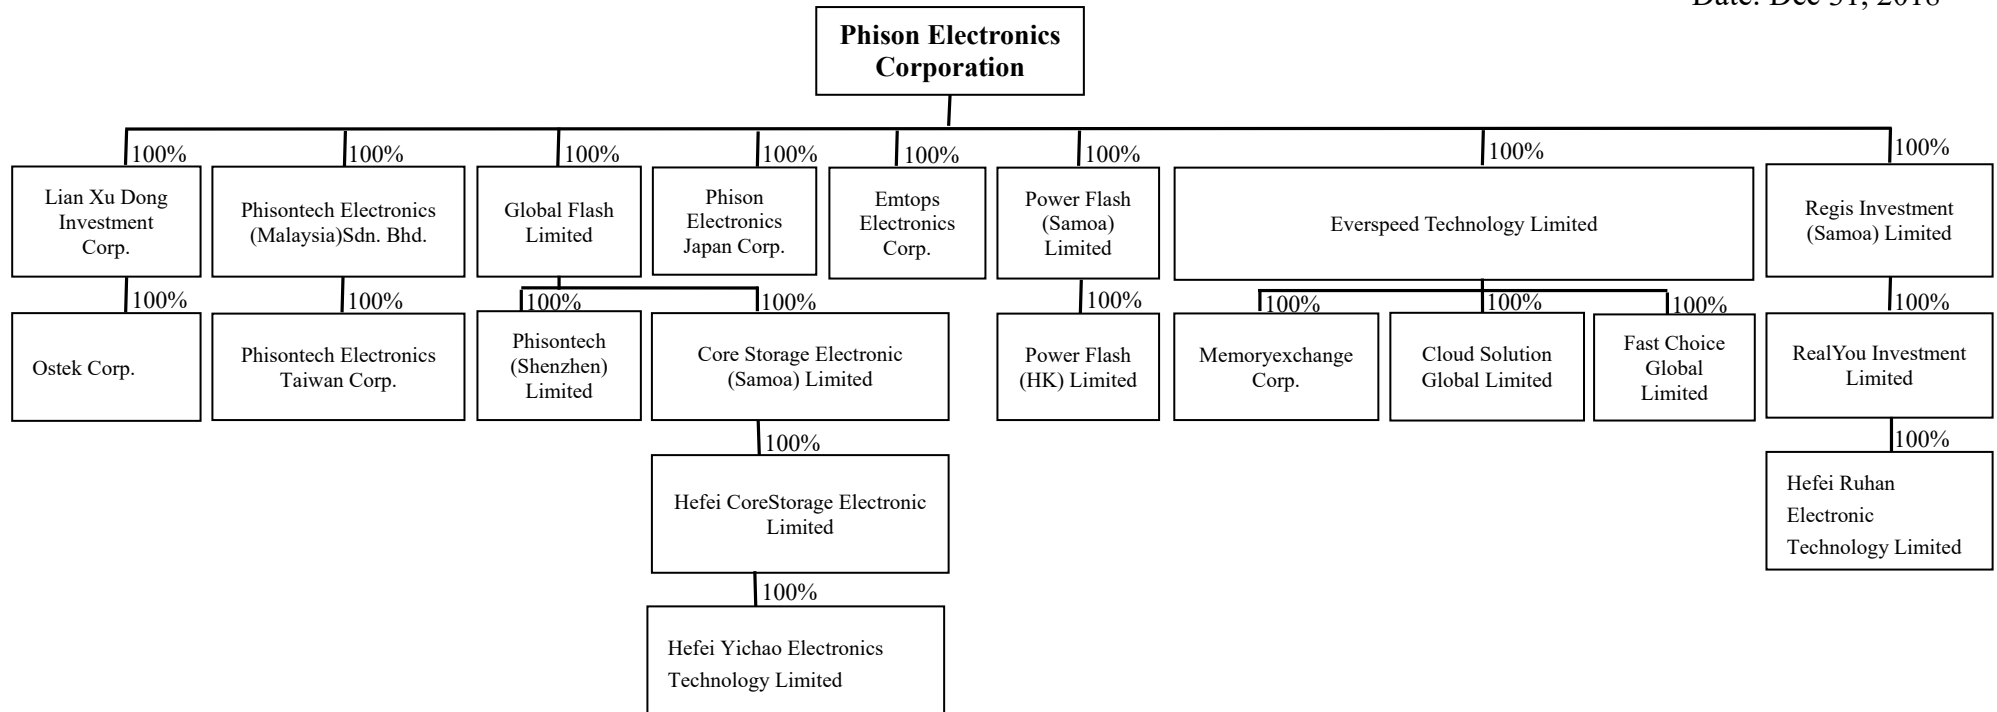 Date: Dec 31, 2018
Phison Electronics
Corporation
100%
100%
100%
100%
100%
100%
100%
100%
Lian Xu Dong
Investment
Corp.
Phisontech Electronics
(Malaysia)Sdn. Bhd.
Global Flash
Limited
Phison
Electronics
Japan Corp.
Emtops
Electronics
Corp.
Power Flash
(Samoa)
Limited
Everspeed Technology Limited
Regis Investment
(Samoa) Limited
100%
100%
100%
100%
100%
100%
100%
100%
100%
Ostek Corp.
Phisontech Electronics
Taiwan Corp.
Phisontech
(Shenzhen)
Limited
Core Storage Electronic
(Samoa) Limited
Power Flash
(HK) Limited
Memoryexchange
Corp.
Cloud Solution
Global Limited
Fast Choice
Global
Limited
RealYou Investment
Limited
100%
100%
Hefei CoreStorage Electronic
Limited
Hefei Ruhan
Electronic
Technology Limited
100%
Hefei Yichao Electronics
Technology Limited